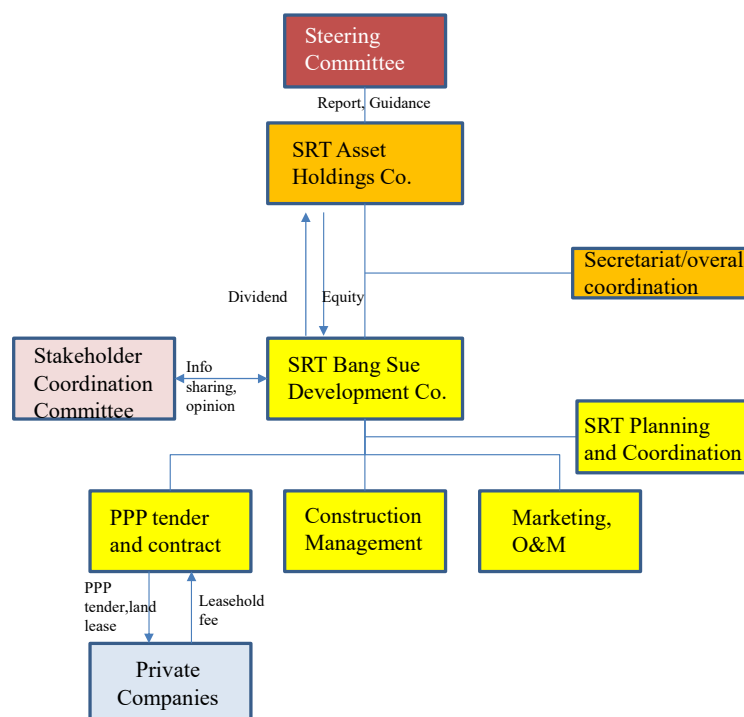 Steering
Committee
Report, Guidance
SRT Asset
Holdings Co.
Secretariat/overal
coordination
Dividend
Equity
Stakeholder
Coordination
Committee
Info
sharing,
opinion
SRT Bang Sue
Development Co.
SRT Planning
and Coordination
PPP tender
and contract
Construction
Management
Marketing,
O&M
PPP
tender,land
lease
Leasehold
fee
Private
Companies